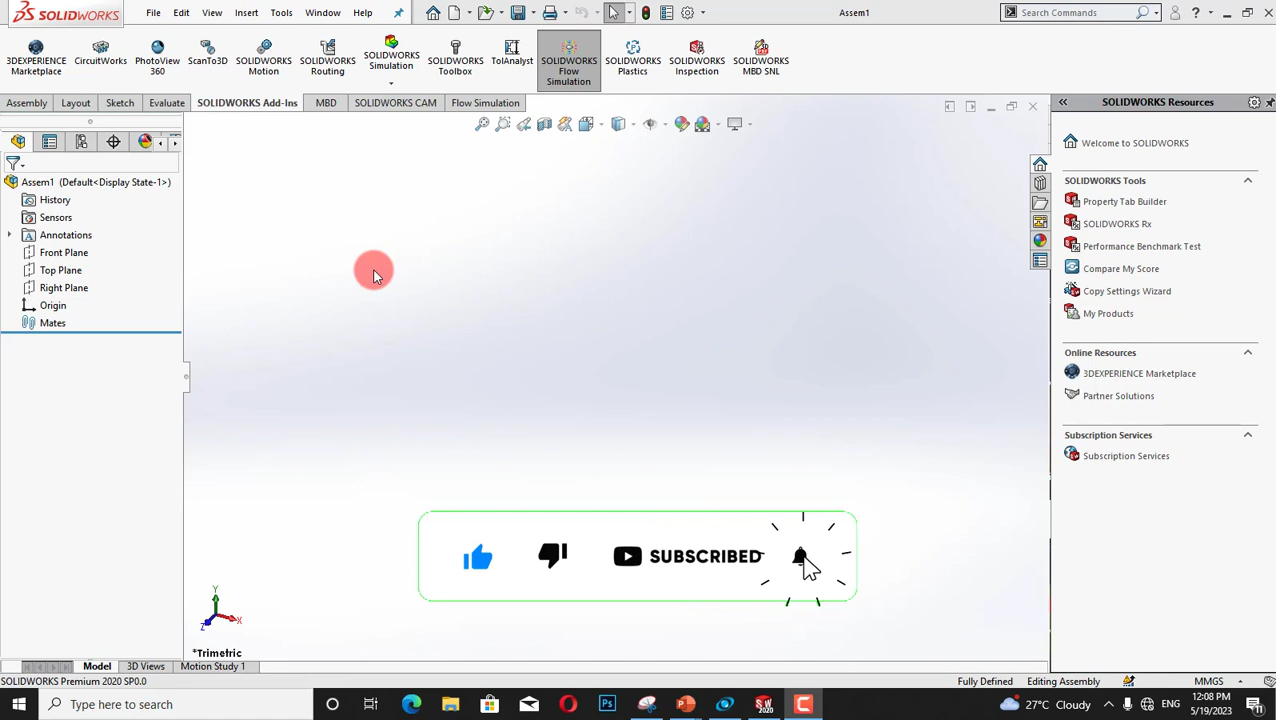 SOLIDWORKS File Edit View Insert Tools Window Help Assem1 Search Commands
3DEXPERIENCE Marketplace
CircuitWorks
PhotoView 360
ScanTo3D
SOLIDWORKS Motion
SOLIDWORKS Routing
SOLIDWORKS Simulation
SOLIDWORKS Toolbox
TolAnalyst
SOLIDWORKS Flow Simulation
SOLIDWORKS Plastics
SOLIDWORKS Inspection
SOLIDWORKS MBD SNL
Assembly Layout Sketch Evaluate SOLIDWORKS Add-Ins MBD SOLIDWORKS CAM Flow Simulation
Assem1 (Default<Display State-1>)
History
Sensors
Annotations
Front Plane
Top Plane
Right Plane
Origin
Mates
SOLIDWORKS Resources
Welcome to SOLIDWORKS
SOLIDWORKS Tools
Property Tab Builder
SOLIDWORKS Rx
Performance Benchmark Test
Compare My Score
Copy Settings Wizard
My Products
Online Resources
3DEXPERIENCE Marketplace
Partner Solutions
Subscription Services
Subscription Services
SUBSCRIBED
Y
X
Z
*Trimetric
Model 3D Views Motion Study 1
SOLIDWORKS Premium 2020 SP0.0 Fully Defined Editing Assembly MMGS
Type here to search 27°C Cloudy ENG 12:08 PM
5/19/2023